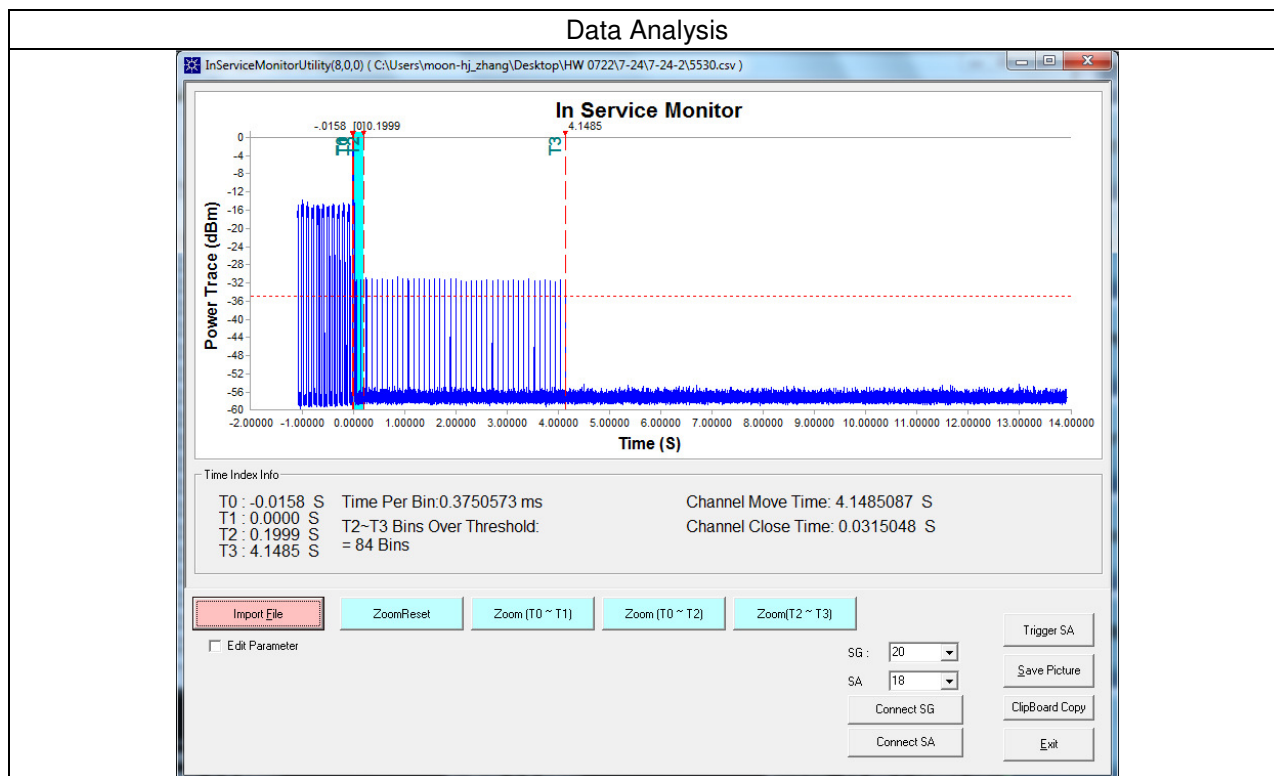 Data Analysis
InServiceMonitorUtility(8,0,0) ( C:\Users\moon-hj_zhang\Desktop\HW 0722\7-24\7-24-2\5530.csv )
In Service Monitor
-.0158 [0]0.1999 4.1485
T2 T3
0
-4
-8
-12
-16
-20
-24
-28
-32
-36
-40
-44
-48
-52
-56
-60
Power Trace (dBm)
-2.00000 -1.00000 0.00000 1.00000 2.00000 3.00000 4.00000 5.00000 6.00000 7.00000 8.00000 9.00000 10.00000 11.00000 12.00000 13.00000 14.00000
Time (S)
Time Index Info
T0 : -0.0158 S
T1 : 0.0000 S
T2 : 0.1999 S
T3 : 4.1485 S
Time Per Bin:0.3750573 ms
T2~T3 Bins Over Threshold:
= 84 Bins
Channel Move Time: 4.1485087 S
Channel Close Time: 0.0315048 S
Import File ZoomReset Zoom (T0 ~ T1) Zoom (T0 ~ T2) Zoom(T2 ~ T3)
Edit Parameter
SG : 20
SA 18
Connect SG
Connect SA
Trigger SA
Save Picture
ClipBoard Copy
Exit